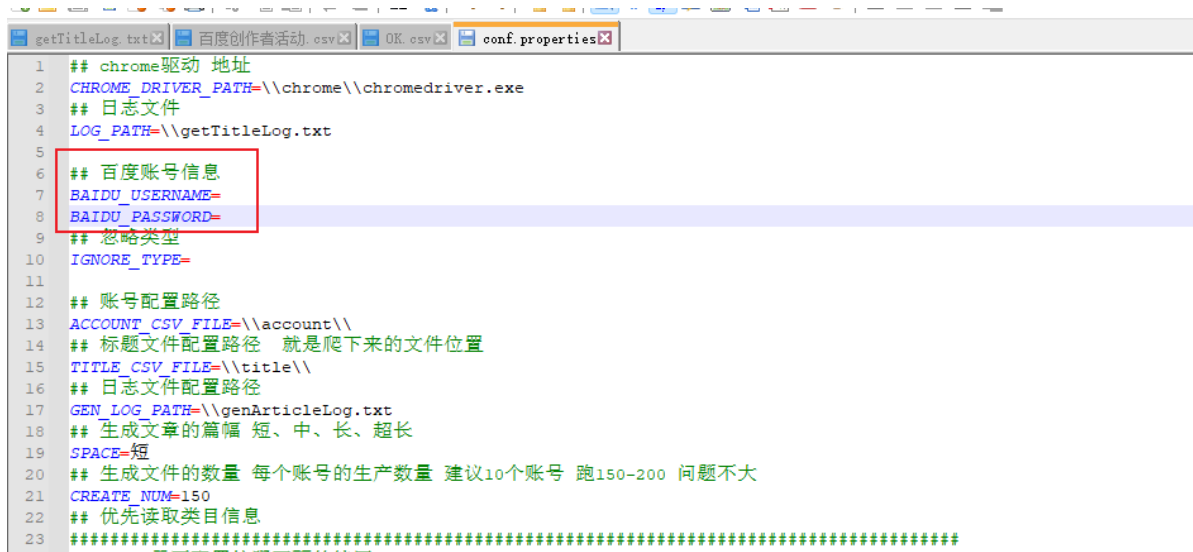 getTitleLog.txt 百度创作者活动.csv OK.csv conf.properties
1 ## chrome驱动 地址
2 CHROME_DRIVER_PATH=\\chrome\\chromedriver.exe
3 ## 日志文件
4 LOG_PATH=\\getTitleLog.txt
5
6 ## 百度账号信息
7 BAIDU_USERNAME=
8 BAIDU_PASSWORD=
9 ## 忽略类型
10 IGNORE_TYPE=
11
12 ## 账号配置路径
13 ACCOUNT_CSV_FILE=\\account\\
14 ## 标题文件配置路径 就是爬下来的文件位置
15 TITLE_CSV_FILE=\\title\\
16 ## 日志文件配置路径
17 GEN_LOG_PATH=\\genArticleLog.txt
18 ## 生成文章的篇幅 短、中、长、超长
19 SPACE=短
20 ## 生成文件的数量 每个账号的生产数量 建议10个账号 跑150-200 问题不大
21 CREATE_NUM=150
22 ## 优先读取类目信息
23 #########################################################################################